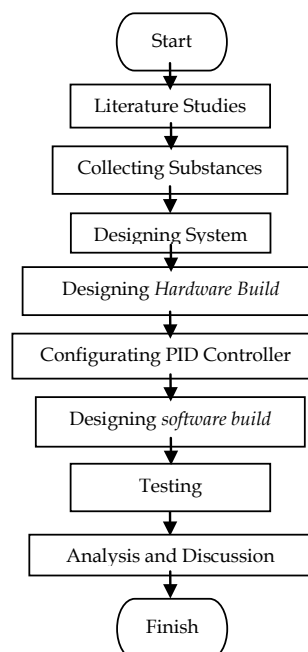 Start
Literature Studies
Collecting Substances
Designing System
Designing Hardware Build
Configurating PID Controller
Designing software build
Testing
Analysis and Discussion
Finish